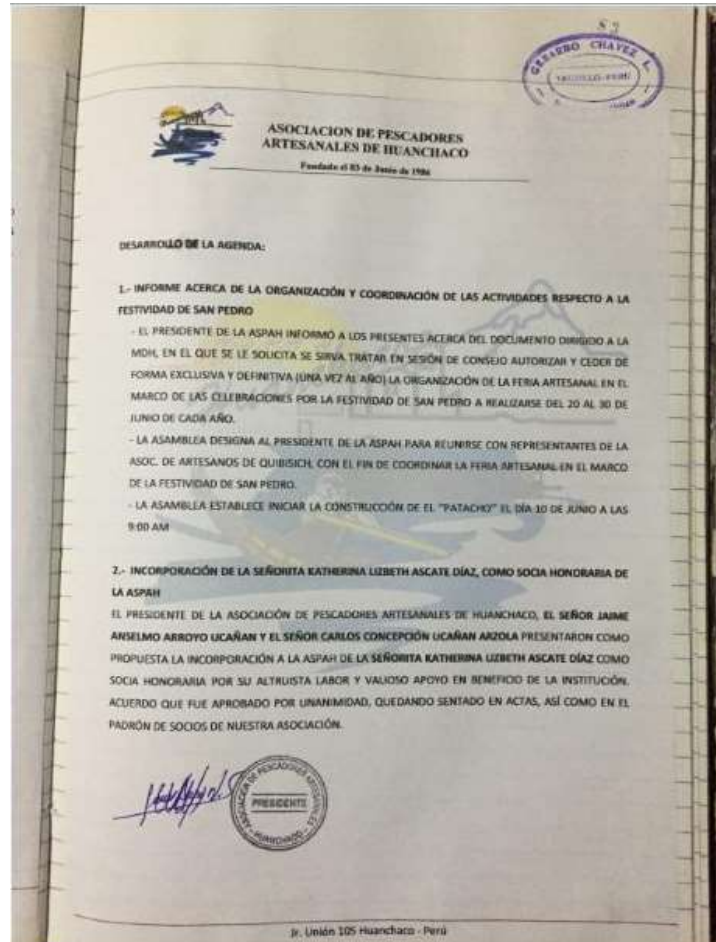 83
GERARDO CHAVEZ L.
TRUJILLO-PERU
ASOCIACION DE PESCADORES
ARTESANALES DE HUANCHACO
Fundado el 03 de Junio de 1986
DESARROLLO DE LA AGENDA:
1.- INFORME ACERCA DE LA ORGANIZACIÓN Y COORDINACIÓN DE LAS ACTIVIDADES RESPECTO A LA
FESTIVIDAD DE SAN PEDRO
- EL PRESIDENTE DE LA ASPAH INFORMÓ A LOS PRESENTES ACERCA DEL DOCUMENTO DIRIGIDO A LA
MDH, EN EL QUE SE LE SOLICITA SE SIRVA TRATAR EN SESIÓN DE CONSEJO AUTORIZAR Y CEDER DE
FORMA EXCLUSIVA Y DEFINITIVA (UNA VEZ AL AÑO) LA ORGANIZACIÓN DE LA FERIA ARTESANAL EN EL
MARCO DE LAS CELEBRACIONES POR LA FESTIVIDAD DE SAN PEDRO A REALIZARSE DEL 20 AL 30 DE
JUNIO DE CADA AÑO.
- LA ASAMBLEA DESIGNA AL PRESIDENTE DE LA ASPAH PARA REUNIRSE CON REPRESENTANTES DE LA
ASOC. DE ARTESANOS DE QUIBISICH, CON EL FIN DE COORDINAR LA FERIA ARTESANAL EN EL MARCO
DE LA FESTIVIDAD DE SAN PEDRO.
- LA ASAMBLEA ESTABLECE INICIAR LA CONSTRUCCIÓN DE EL "PATACHO" EL DÍA 10 DE JUNIO A LAS
9:00 AM
2.- INCORPORACIÓN DE LA SEÑORITA KATHERINA LIZBETH ASCATE DÍAZ, COMO SOCIA HONORARIA DE
LA ASPAH
EL PRESIDENTE DE LA ASOCIACIÓN DE PESCADORES ARTESANALES DE HUANCHACO, EL SEÑOR JAIME
ANSELMO ARROYO UCAÑAN Y EL SEÑOR CARLOS CONCEPCIÓN UCAÑAN ARZOLA PRESENTARON COMO
PROPUESTA LA INCORPORACIÓN A LA ASPAH DE LA SEÑORITA KATHERINA LIZBETH ASCATE DÍAZ COMO
SOCIA HONORARIA POR SU ALTRUISTA LABOR Y VALIOSO APOYO EN BENEFICIO DE LA INSTITUCIÓN.
ACUERDO QUE FUE APROBADO POR UNANIMIDAD, QUEDANDO SENTADO EN ACTAS, ASÍ COMO EN EL
PADRÓN DE SOCIOS DE NUESTRA ASOCIACIÓN.
ASOCIACION DE PESCADORES ARTESANALES
PRESIDENTE
HUANCHACO
Jr. Unión 105 Huanchaco - Perú